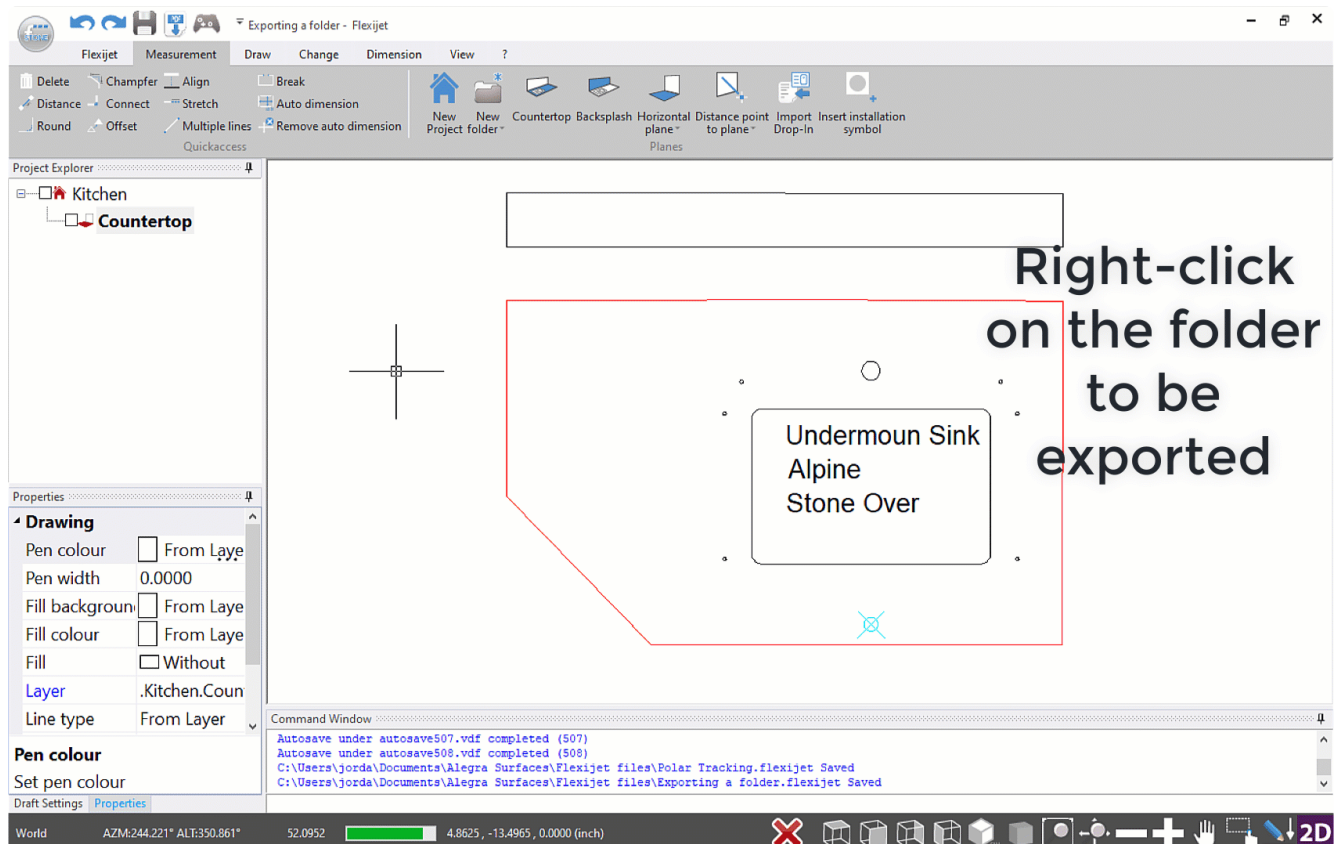 Exporting a folder - Flexijet
Flexijet Measurement Draw Change Dimension View ?
Delete Champfer Align Break
Distance Connect Stretch Auto dimension
Round Offset Multiple lines Remove auto dimension
Quickaccess
New Project
New folder
Countertop
Backsplash
Horizontal plane
Distance point to plane
Import Drop-In
Insert installation symbol
Planes
Project Explorer
Kitchen
Countertop
Right-click
on the folder
to be
exported
Undermoun Sink
Alpine
Stone Over
Properties
Drawing
Pen colour From Laye
Pen width 0.0000
Fill backgroun From Laye
Fill colour From Laye
Fill Without
Layer .Kitchen.Coun
Line type From Layer
Pen colour
Set pen colour
Draft Settings Properties
Command Window
Autosave under autosave507.vdf completed (507)
Autosave under autosave508.vdf completed (508)
C:\Users\jorda\Documents\Alegra Surfaces\Flexijet files\Polar Tracking.flexijet Saved
C:\Users\jorda\Documents\Alegra Surfaces\Flexijet files\Exporting a folder.flexijet Saved
World AZM:244.221° ALT:350.861° 52.0952 4.8625 , -13.4965, 0.0000 (inch) 2D